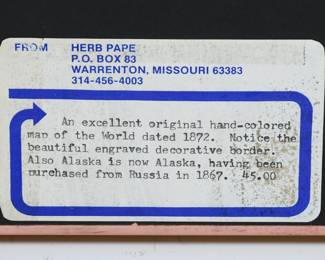 FROM HERB PAPE
P.O. BOX 83
WARRENTON, MISSOURI 63383
314-456-4003
An excellent original hand-colored
map of the World dated 1872. Notice the
beautiful engraved decorative border.
Also Alaska is now Alaska, having been
purchased from Russia in 1867. 45.00